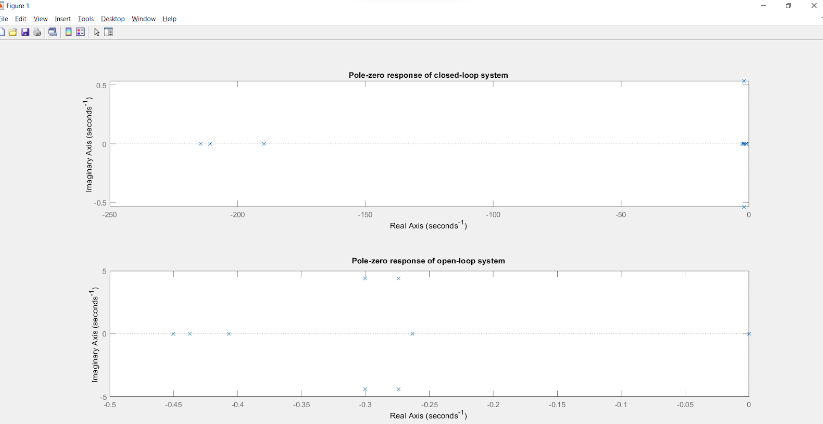 Figure 1
File Edit View Insert Tools Desktop Window Help
Pole-zero response of closed-loop system
0.5
0
-0.5
Imaginary Axis (seconds⁻¹)
-250 -200 -150 -100 -50 0
Real Axis (seconds⁻¹)
Pole-zero response of open-loop system
5
0
-5
Imaginary Axis (seconds⁻¹)
-0.5 -0.45 -0.4 -0.35 -0.3 -0.25 -0.2 -0.15 -0.1 -0.05 0
Real Axis (seconds⁻¹)